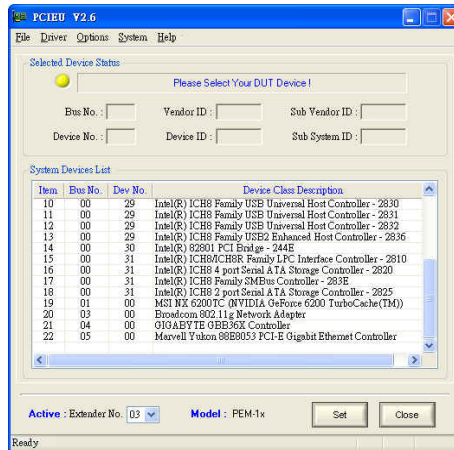 PCIEU V2.6
File Driver Options System Help
Selected Device Status
Please Select Your DUT Device !
Bus No. : Vendor ID : Sub Vendor ID :
Device No. : Device ID : Sub System ID :
System Devices List
Item Bus No. Dev No. Device Class Description
10 00 29 Intel(R) ICH8 Family USB Universal Host Controller - 2830
11 00 29 Intel(R) ICH8 Family USB Universal Host Controller - 2831
12 00 29 Intel(R) ICH8 Family USB Universal Host Controller - 2832
13 00 29 Intel(R) ICH8 Family USB2 Enhanced Host Controller - 2836
14 00 30 Intel(R) 82801 PCI Bridge - 244E
15 00 31 Intel(R) ICH8/ICH8R Family LPC Interface Controller - 2810
16 00 31 Intel(R) ICH8 4 port Serial ATA Storage Controller - 2820
17 00 31 Intel(R) ICH8 Family SMBus Controller - 283E
18 00 31 Intel(R) ICH8 2 port Serial ATA Storage Controller - 2825
19 01 00 MSI NX 6200TC (NVIDIA GeForce 6200 TurboCache(TM))
20 03 00 Broadcom 802.11g Network Adapter
21 04 00 GIGABYTE GBB36X Controller
22 05 00 Marvell Yukon 88E8053 PCI-E Gigabit Ethernet Controller
Active : Extender No. 03 Model : PEM-1x Set Close
Ready